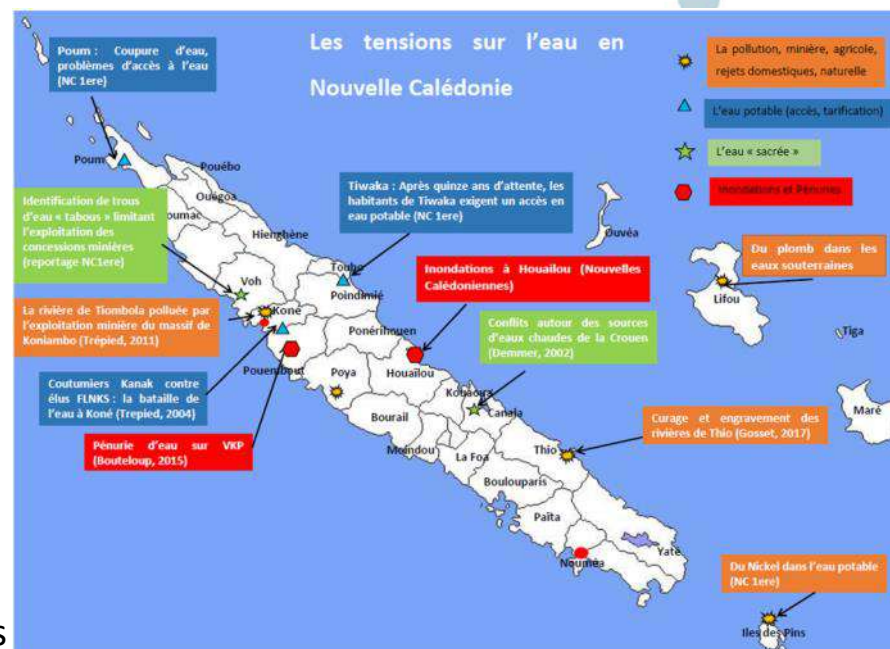 Les tensions sur l'eau en
Nouvelle Calédonie
La pollution, minière, agricole,
rejets domestiques, naturelle
L'eau potable (accès, tarification)
L'eau « sacrée »
Inondations et Pénuries
Poum : Coupure d'eau,
problèmes d'accès à l'eau
(NC 1ere)
Poum
Pouébo
Ouégoa
oumac
Hienghène
Tiwaka : Après quinze ans d'attente, les
habitants de Tiwaka exigent un accès en
eau potable (NC 1ere)
Ouvéa
Identification de trous
d'eau « tabous » limitant
l'exploitation des
concessions minières
(reportage NC1ere)
Voh
Touho
Poindimié
Inondations à Houailou (Nouvelles
Calédoniennes)
Du plomb dans les
eaux souterraines
Lifou
Tiga
Maré
La rivière de Tiombola polluée par
l'exploitation minière du massif de
Koniambo (Trépied, 2011)
Koné
Ponérihouen
Conflits autour des sources
d'eaux chaudes de la Crouen
(Demmer, 2002)
Pouembout
Poya
Houaïlou
Kouaoua
Canala
Coutumiers Kanak contre
élus FLNKS : la bataille de
l'eau à Koné (Trepied, 2004)
Bourail
Moindou
La Foa
Thio
Curage et engravement des
rivières de Thio (Gosset, 2017)
Pénurie d'eau sur VKP
(Bouteloup, 2015)
Boulouparis
Païta
Yaté
Nouméa
Du Nickel dans l'eau potable
(NC 1ere)
Iles des Pins
s